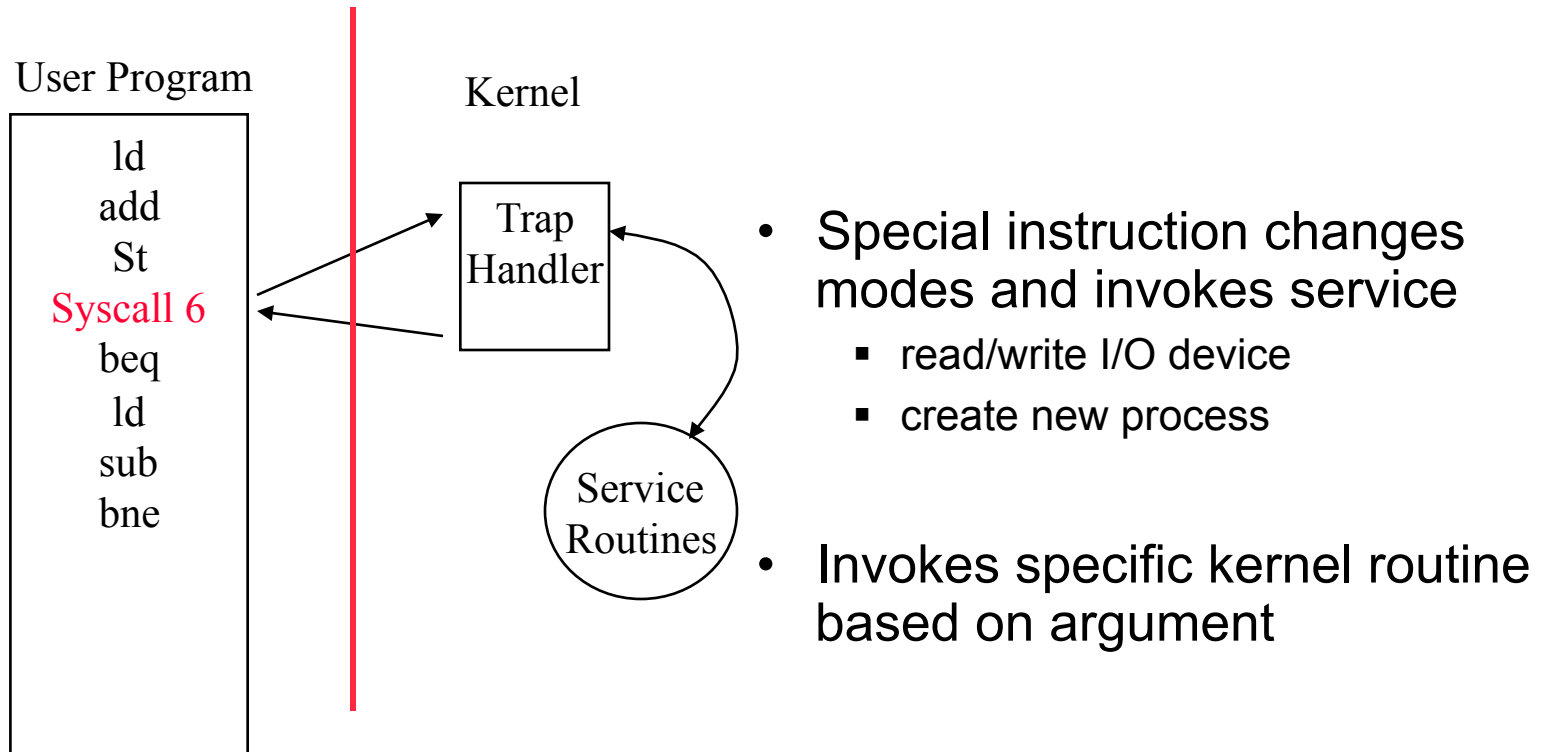 User Program
ld
add
St
Syscall 6
beq
ld
sub
bne
Kernel
Trap
Handler
Service
Routines
• Special instruction changes
modes and invokes service
▪ read/write I/O device
▪ create new process
• Invokes specific kernel routine
based on argument